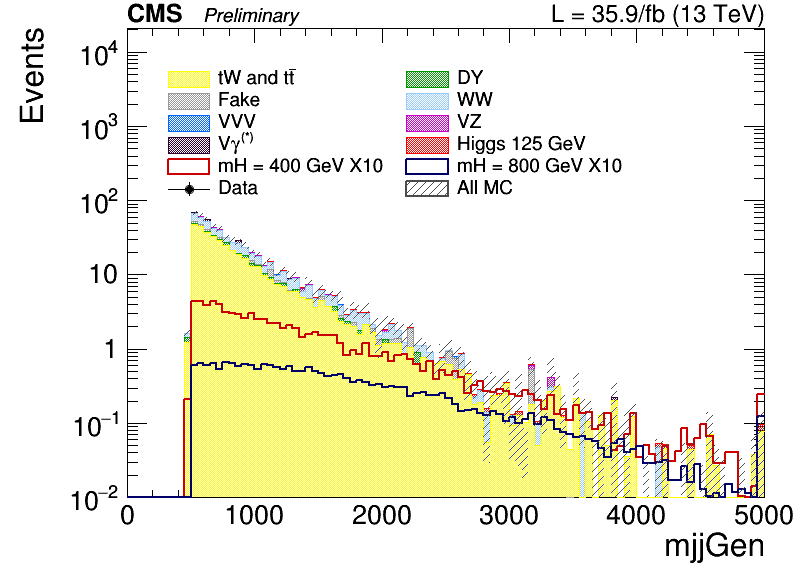 CMS Preliminary L = 35.9/fb (13 TeV)
Events
10⁴
10³
10²
10
1
10⁻¹
10⁻²
tW and tt̄ DY
Fake WW
VVV VZ
Vγ⁽*⁾ Higgs 125 GeV
mH = 400 GeV X10 mH = 800 GeV X10
Data All MC
0 1000 2000 3000 4000 5000
mjjGen